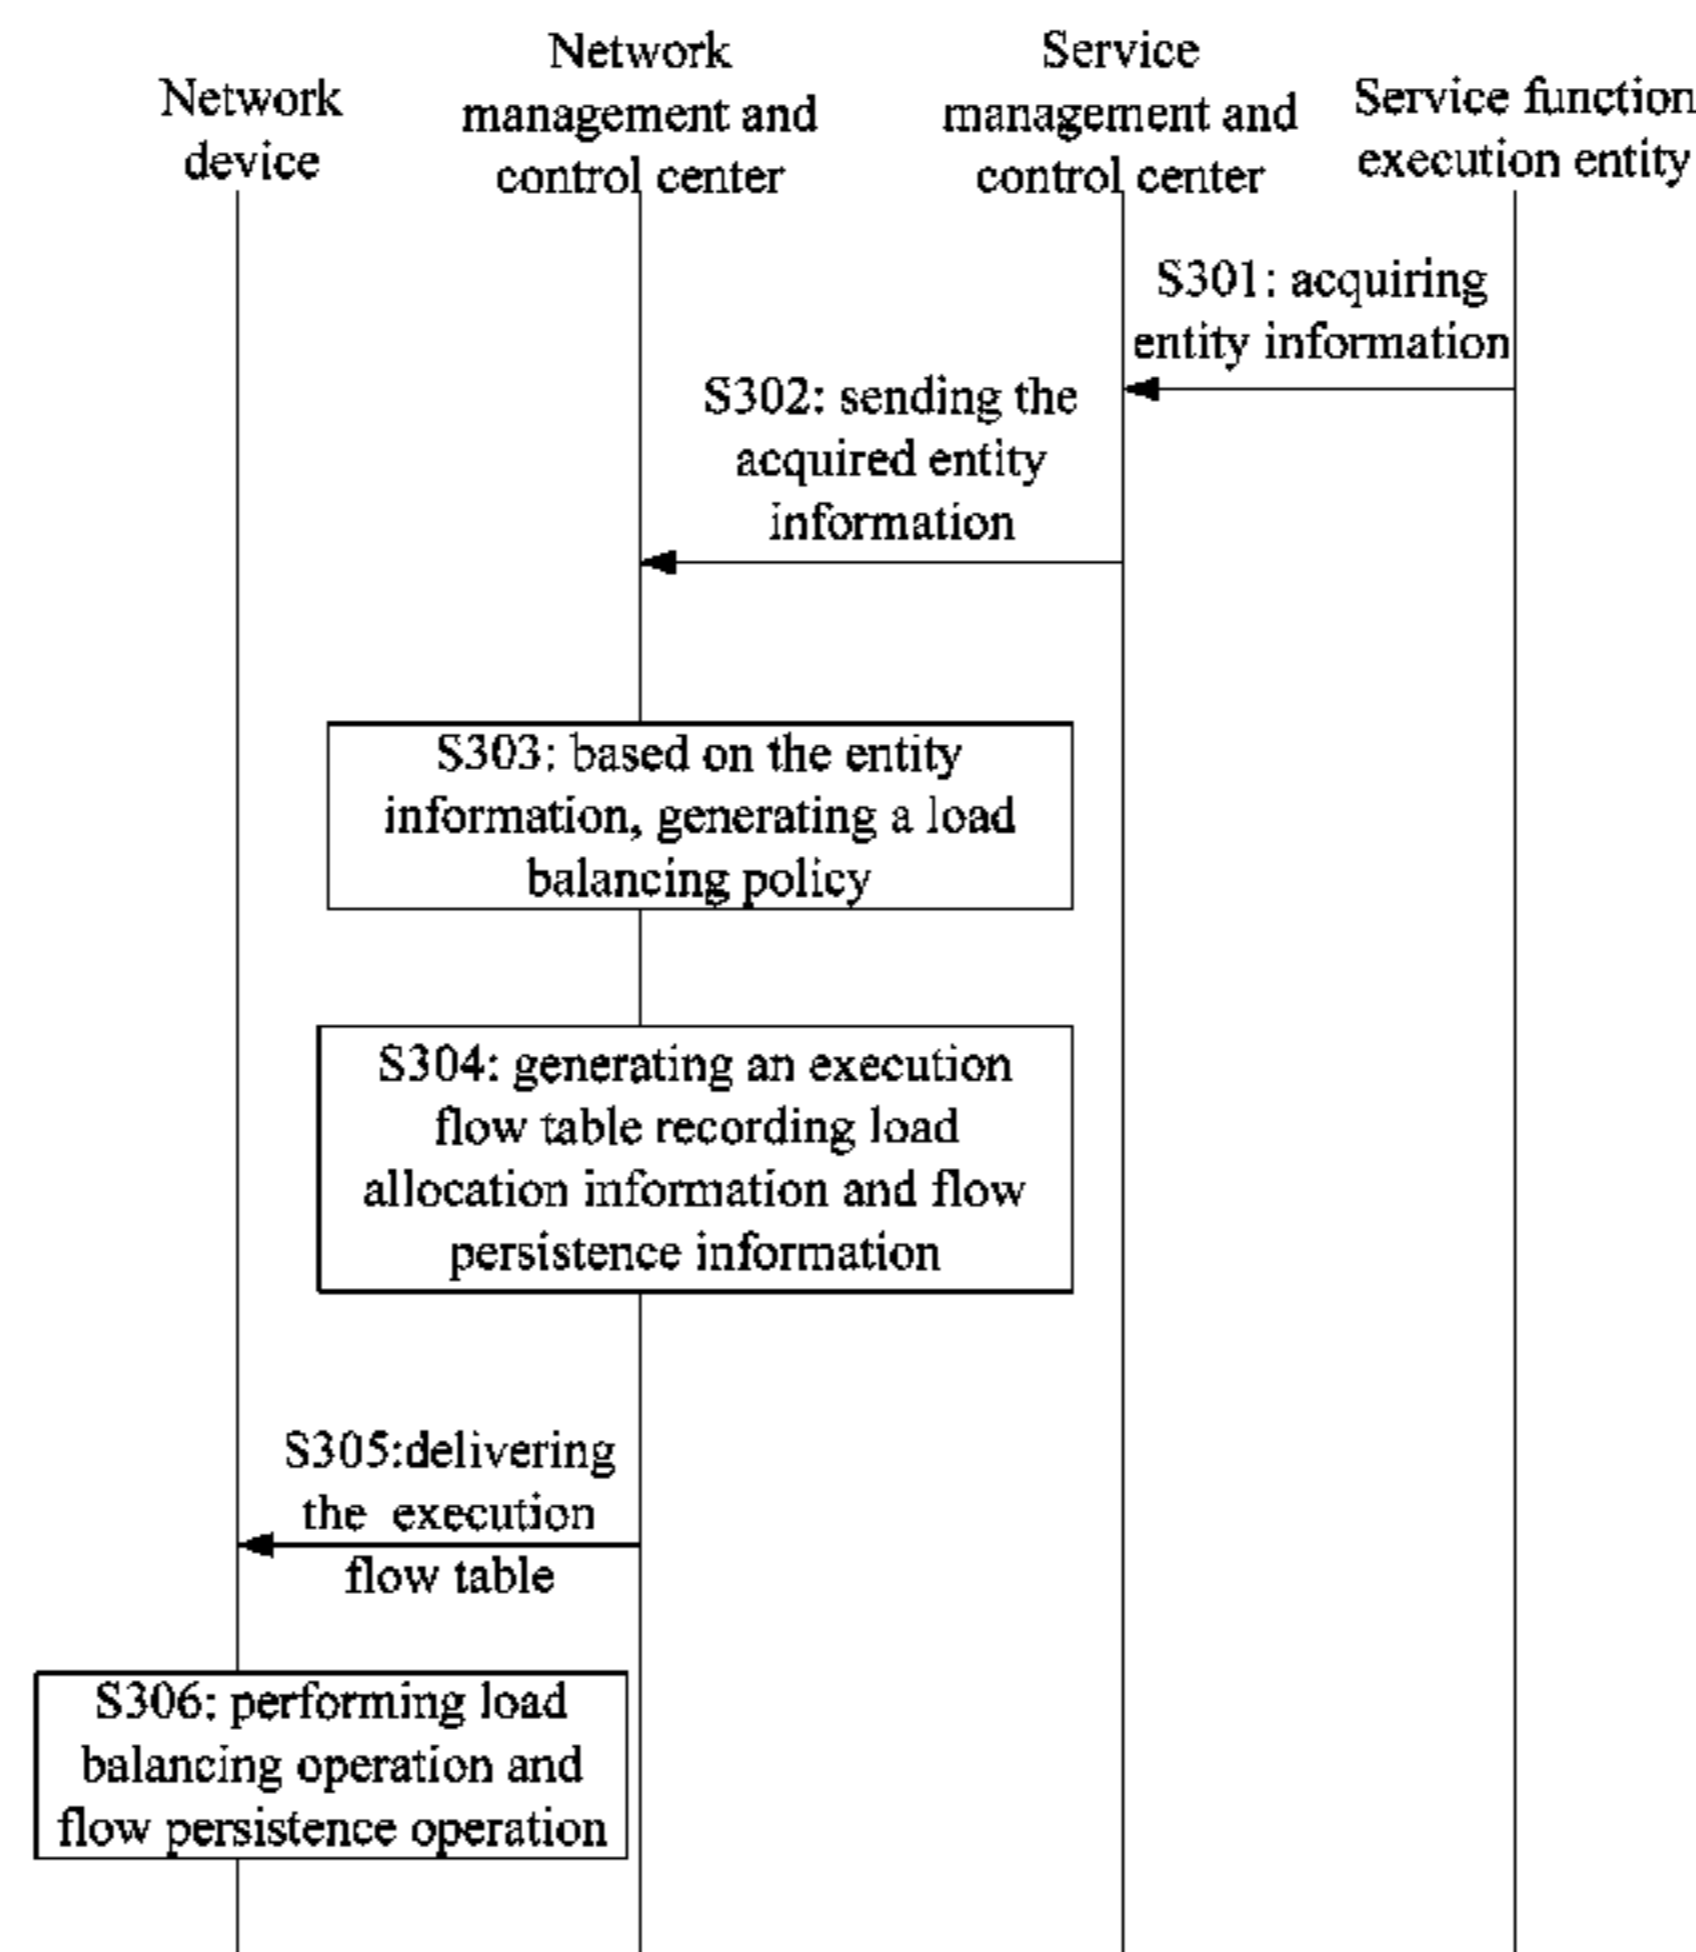 Network
device
Network
management and
control center
Service
management and
control center
Service function
execution entity
S301: acquiring
entity information
S302: sending the
acquired entity
information
S303: based on the entity
information, generating a load
balancing policy
S304: generating an execution
flow table recording load
allocation information and flow
persistence information
S305:delivering
the execution
flow table
S306: performing load
balancing operation and
flow persistence operation